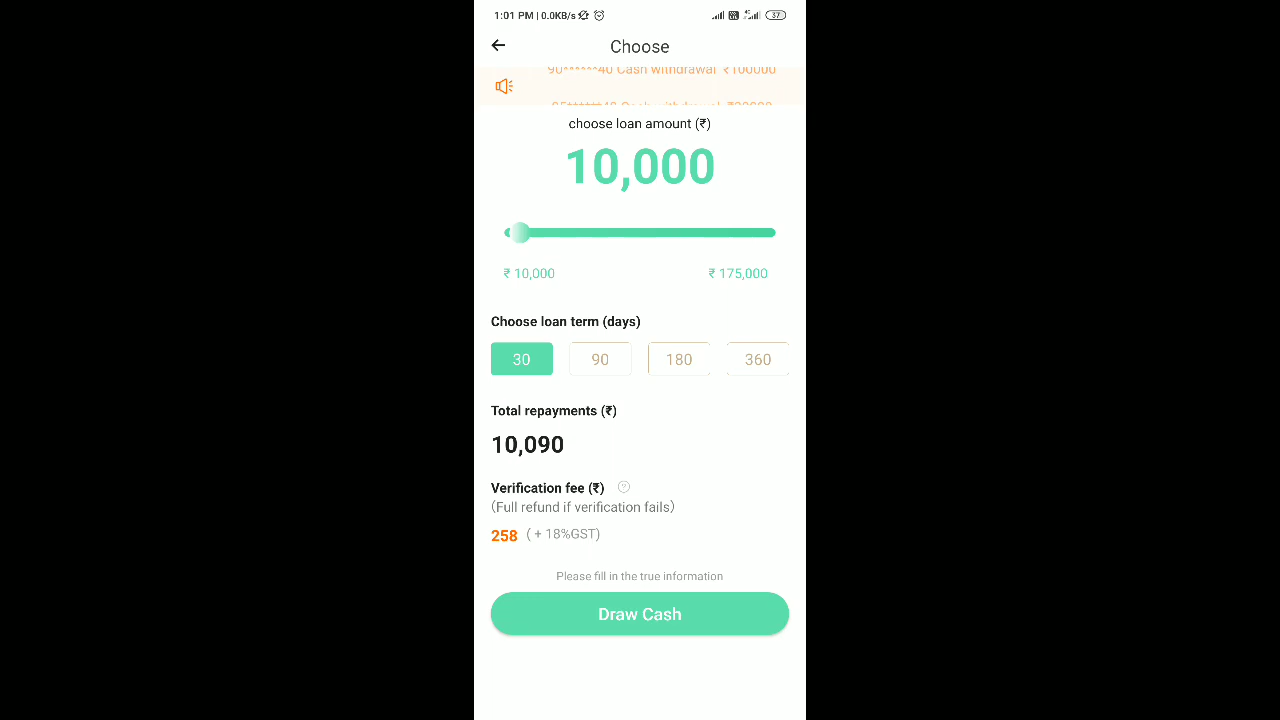 1:01 PM | 0.0KB/s
37
Choose
90******40 Cash withdrawal ₹100000
choose loan amount (₹)
10,000
₹ 10,000 ₹ 175,000
Choose loan term (days)
30 90 180 360
Total repayments (₹)
10,090
Verification fee (₹) ?
(Full refund if verification fails)
258 ( + 18%GST)
Please fill in the true information
Draw Cash